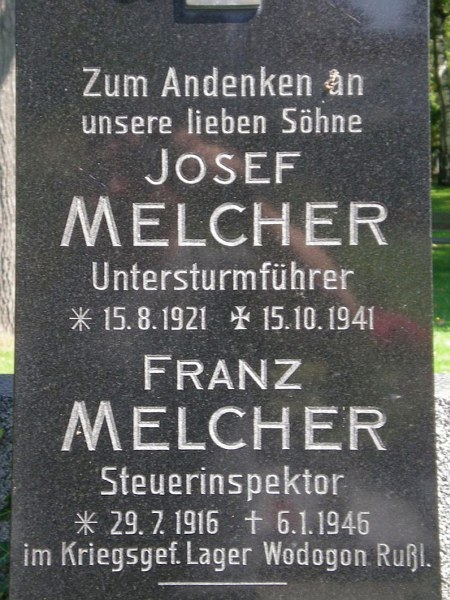 Zum Andenken an
unsere lieben Söhne
JOSEF
MELCHER
Untersturmführer
* 15.8.1921 ✠ 15.10.1941
FRANZ
MELCHER
Steuerinspektor
* 29.7.1916 † 6.1.1946
im Kriegsgef. Lager Wodogon Rußl.